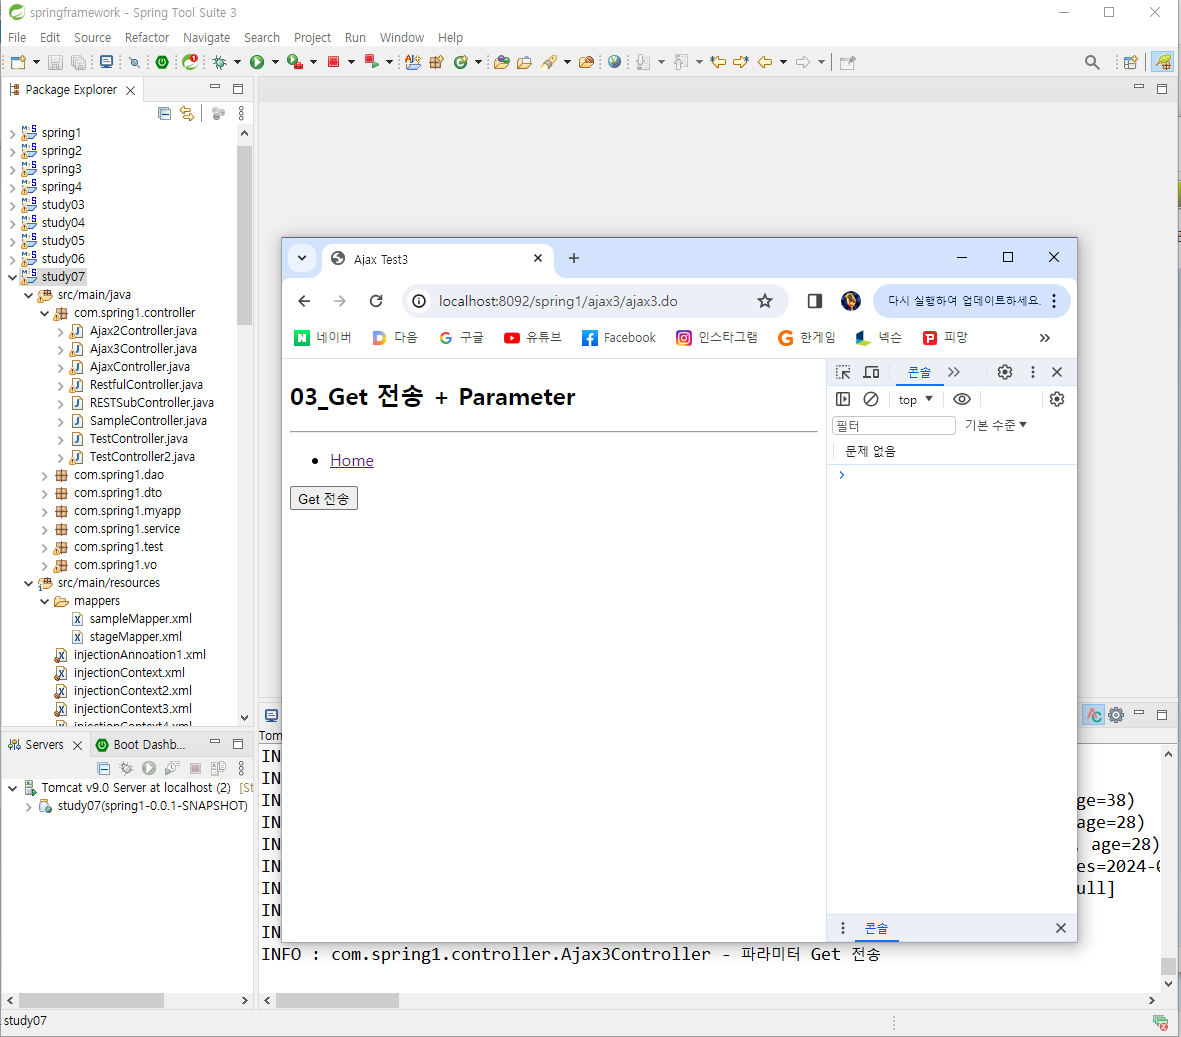 springframework - Spring Tool Suite 3
File Edit Source Refactor Navigate Search Project Run Window Help
Package Explorer
spring1
spring2
spring3
spring4
study03
study04
study05
study06
study07
src/main/java
com.spring1.controller
Ajax2Controller.java
Ajax3Controller.java
AjaxController.java
RestfulController.java
RESTSubController.java
SampleController.java
TestController.java
TestController2.java
com.spring1.dao
com.spring1.dto
com.spring1.myapp
com.spring1.service
com.spring1.test
com.spring1.vo
src/main/resources
mappers
sampleMapper.xml
stageMapper.xml
injectionAnnoation1.xml
injectionContext.xml
injectionContext2.xml
injectionContext3.xml
injectionContext4.xml
Servers
Boot Dashb...
Tomcat v9.0 Server at localhost (2) [St
study07(spring1-0.0.1-SNAPSHOT)
Ajax Test3
localhost:8092/spring1/ajax3/ajax3.do
다시 실행하여 업데이트하세요.
네이버 다음 구글 유튜브 Facebook 인스타그램 한게임 넥슨 피망
03_Get 전송 + Parameter
Home
Get 전송
콘솔
top
필터
기본 수준
문제 없음
콘솔
Tom
IN
IN
IN age=38)
IN age=28)
IN , age=28)
IN es=2024-0
IN ull]
IN
IN
INFO : com.spring1.controller.Ajax3Controller - 파라미터 Get 전송
study07